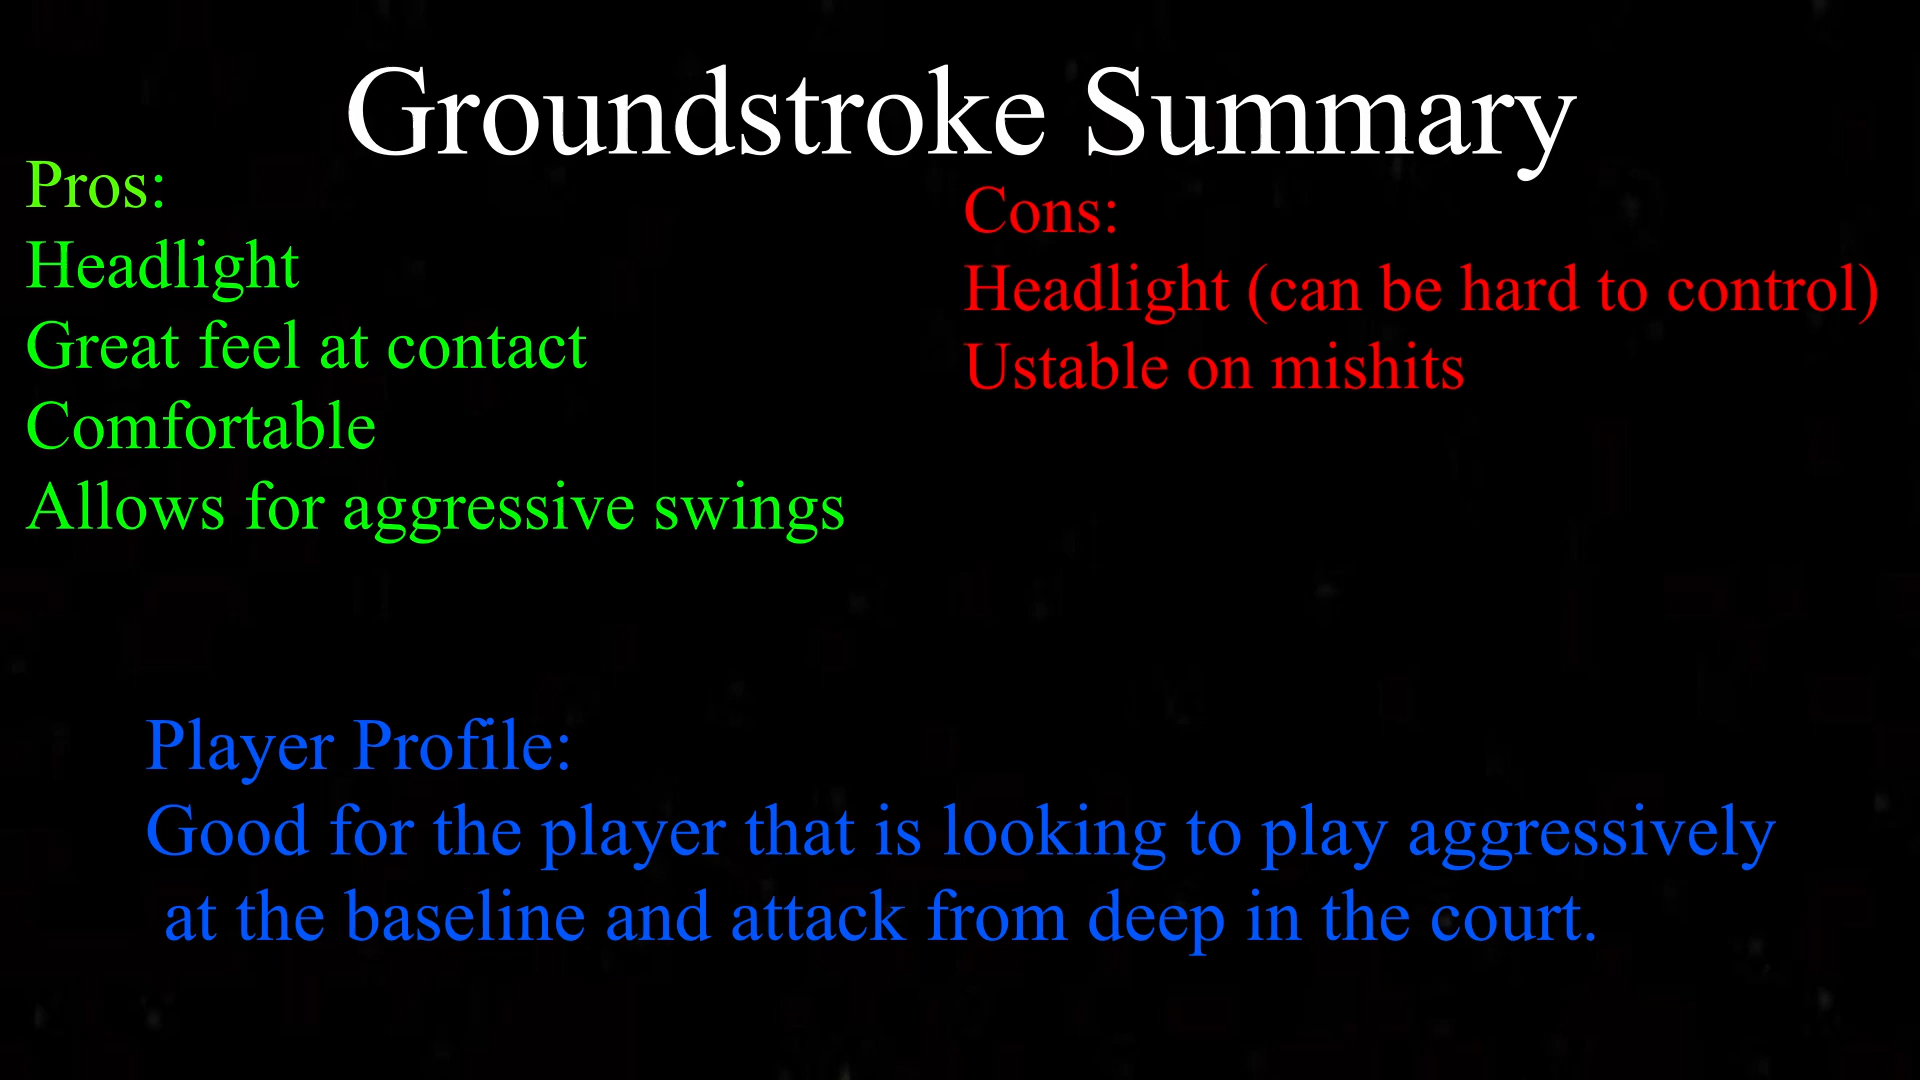 Groundstroke Summary
Pros:
Headlight
Great feel at contact
Comfortable
Allows for aggressive swings
Cons:
Headlight (can be hard to control)
Ustable on mishits
Player Profile:
Good for the player that is looking to play aggressively
at the baseline and attack from deep in the court.